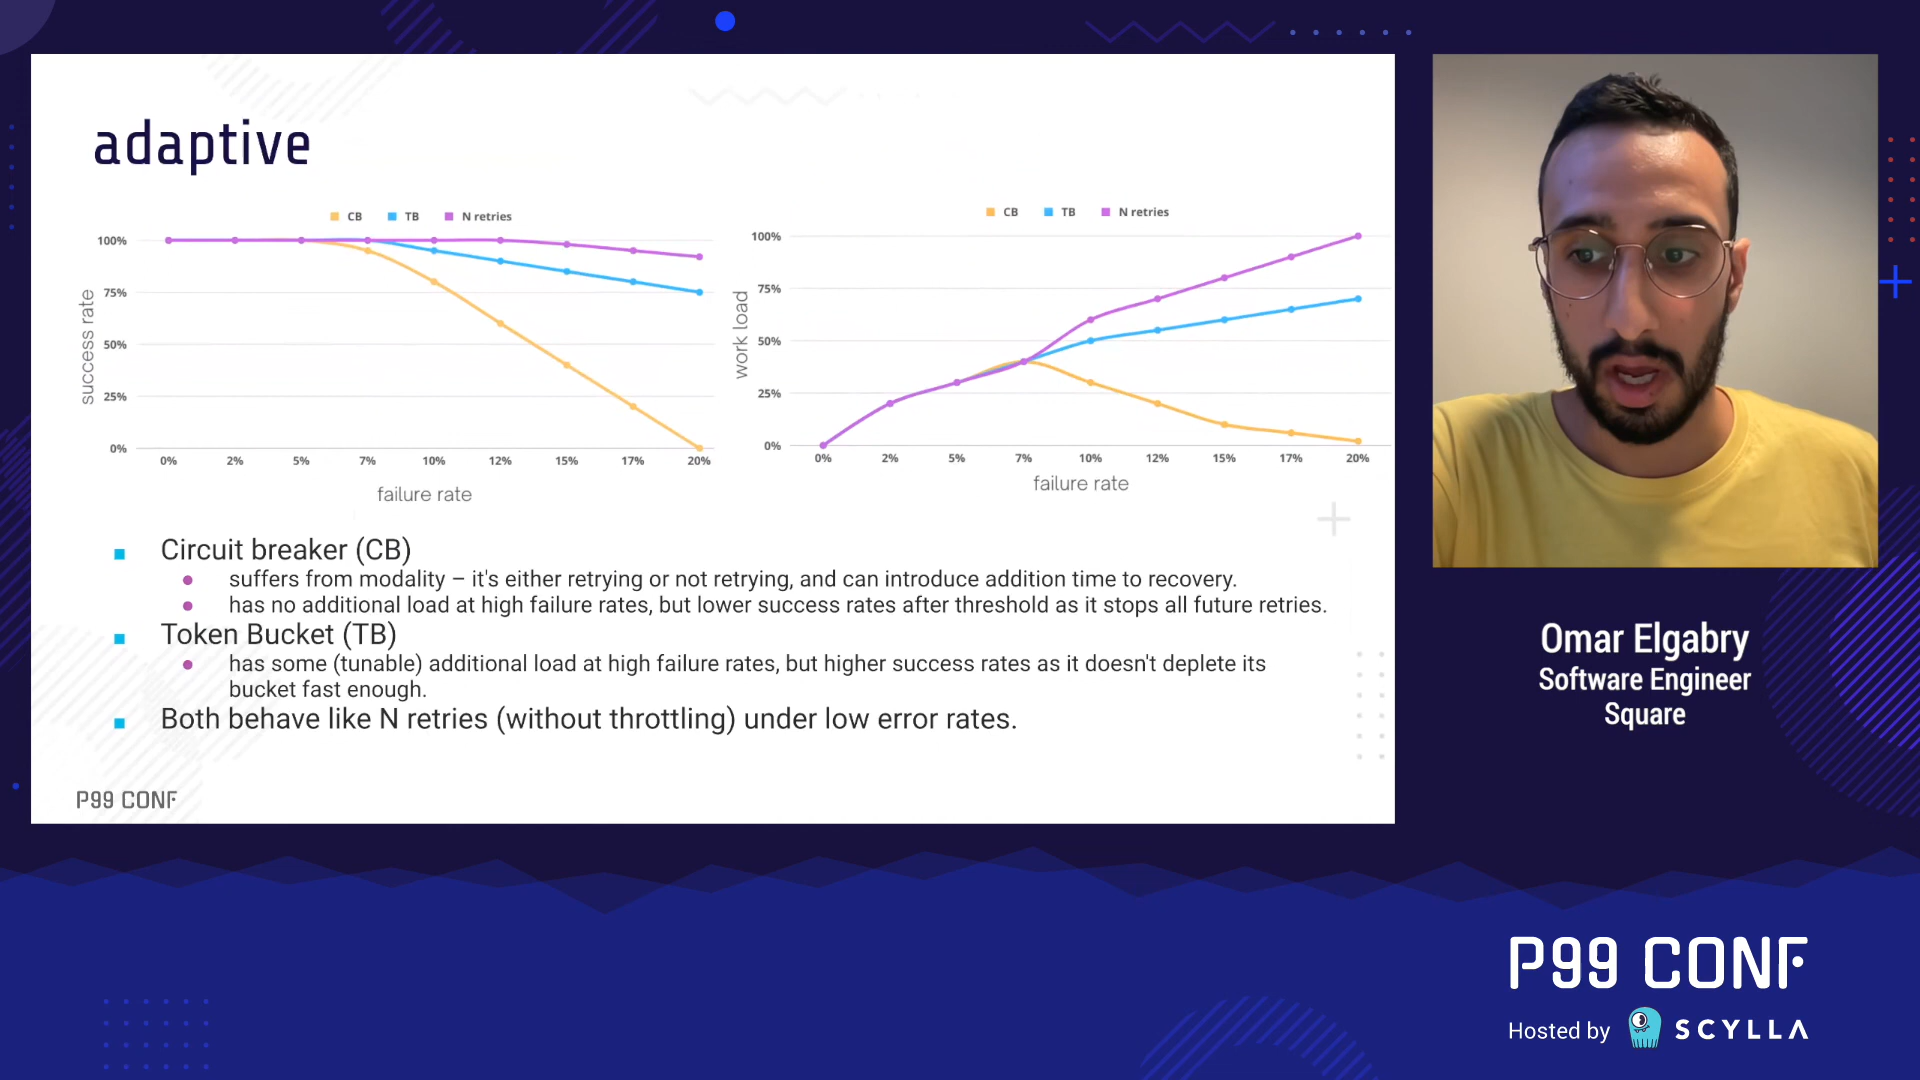 adaptive
CB TB N retries
100%
75%
50%
25%
0%
success rate
0% 2% 5% 7% 10% 12% 15% 17% 20%
failure rate
CB TB N retries
100%
75%
50%
25%
0%
work load
0% 2% 5% 7% 10% 12% 15% 17% 20%
failure rate
Circuit breaker (CB)
suffers from modality – it's either retrying or not retrying, and can introduce addition time to recovery.
has no additional load at high failure rates, but lower success rates after threshold as it stops all future retries.
Token Bucket (TB)
has some (tunable) additional load at high failure rates, but higher success rates as it doesn't deplete its
bucket fast enough.
Both behave like N retries (without throttling) under low error rates.
P99 CONF
Omar Elgabry
Software Engineer
Square
P99 CONF
Hosted by SCYLLA